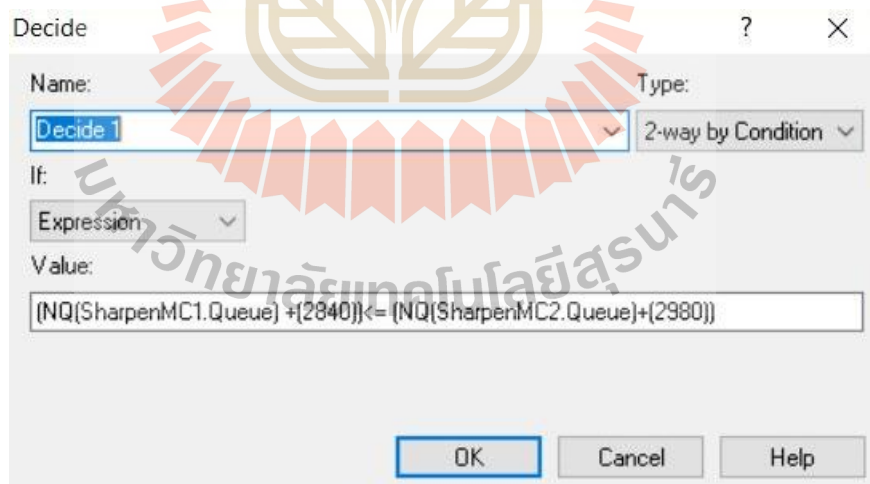 Decide ? ×
Name: Type:
Decide 1 2-way by Condition
If:
Expression
Value:
(NQ(SharpenMC1.Queue) +(2840))<= (NQ(SharpenMC2.Queue)+(2980))
OK Cancel Help